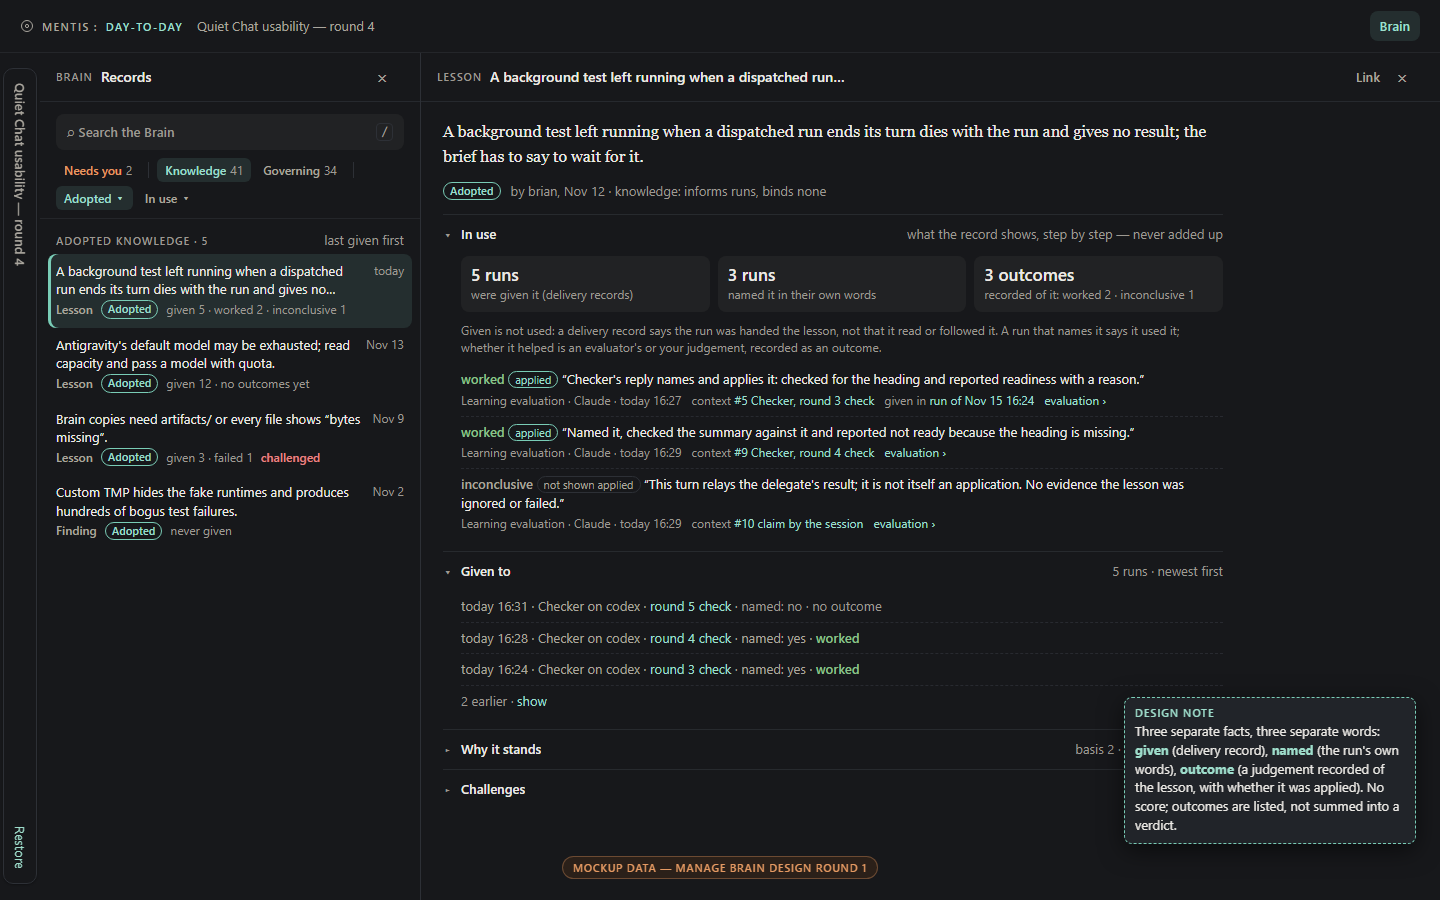 MENTIS : DAY-TO-DAY Quiet Chat usability — round 4
Brain
Quiet Chat usability — round 4
Restore
BRAIN Records ×
Search the Brain /
Needs you 2 Knowledge 41 Governing 34
Adopted ▾ In use ▾
ADOPTED KNOWLEDGE · 5 last given first
A background test left running when a dispatched today
run ends its turn dies with the run and gives no...
Lesson Adopted given 5 · worked 2 · inconclusive 1
Antigravity's default model may be exhausted; read Nov 13
capacity and pass a model with quota.
Lesson Adopted given 12 · no outcomes yet
Brain copies need artifacts/ or every file shows “bytes Nov 9
missing”.
Lesson Adopted given 3 · failed 1 challenged
Custom TMP hides the fake runtimes and produces Nov 2
hundreds of bogus test failures.
Finding Adopted never given
LESSON A background test left running when a dispatched run... Link ×
A background test left running when a dispatched run ends its turn dies with the run and gives no result; the
brief has to say to wait for it.
Adopted by brian, Nov 12 · knowledge: informs runs, binds none
▾ In use what the record shows, step by step — never added up
5 runs
were given it (delivery records)
3 runs
named it in their own words
3 outcomes
recorded of it: worked 2 · inconclusive 1
Given is not used: a delivery record says the run was handed the lesson, not that it read or followed it. A run that names it says it used it;
whether it helped is an evaluator's or your judgement, recorded as an outcome.
worked applied “Checker's reply names and applies it: checked for the heading and reported readiness with a reason.”
Learning evaluation · Claude · today 16:27 context #5 Checker, round 3 check given in run of Nov 15 16:24 evaluation ›
worked applied “Named it, checked the summary against it and reported not ready because the heading is missing.”
Learning evaluation · Claude · today 16:29 context #9 Checker, round 4 check evaluation ›
inconclusive not shown applied “This turn relays the delegate's result; it is not itself an application. No evidence the lesson was
ignored or failed.”
Learning evaluation · Claude · today 16:29 context #10 claim by the session evaluation ›
▾ Given to 5 runs · newest first
today 16:31 · Checker on codex · round 5 check · named: no · no outcome
today 16:28 · Checker on codex · round 4 check · named: yes · worked
today 16:24 · Checker on codex · round 3 check · named: yes · worked
2 earlier · show
▸ Why it stands basis 2 ·
▸ Challenges
DESIGN NOTE
Three separate facts, three separate words:
given (delivery record), named (the run's own
words), outcome (a judgement recorded of
the lesson, with whether it was applied). No
score; outcomes are listed, not summed into a
verdict.
MOCKUP DATA — MANAGE BRAIN DESIGN ROUND 1